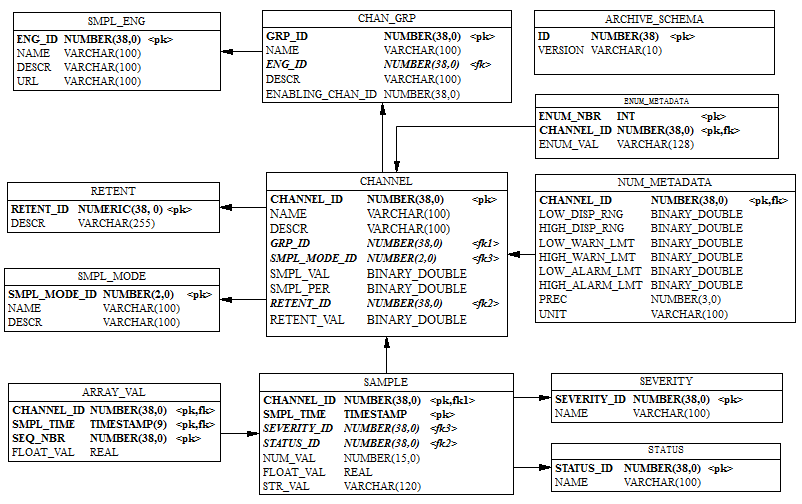 SMPL_ENG
ENG_ID NUMBER(38,0) <pk>
NAME VARCHAR(100)
DESCR VARCHAR(100)
URL VARCHAR(100)
CHAN_GRP
GRP_ID NUMBER(38,0) <pk>
NAME VARCHAR(100)
ENG_ID NUMBER(38,0) <fk>
DESCR VARCHAR(100)
ENABLING_CHAN_ID NUMBER(38,0)
ARCHIVE_SCHEMA
ID NUMBER(38) <pk>
VERSION VARCHAR(10)
ENUM_METADATA
ENUM_NBR INT <pk>
CHANNEL_ID NUMBER(38,0) <pk,fk>
ENUM_VAL VARCHAR(128)
RETENT
RETENT_ID NUMERIC(38, 0) <pk>
DESCR VARCHAR(255)
CHANNEL
CHANNEL_ID NUMBER(38,0) <pk>
NAME VARCHAR(100)
DESCR VARCHAR(100)
GRP_ID NUMBER(38,0) <fk1>
SMPL_MODE_ID NUMBER(2,0) <fk3>
SMPL_VAL BINARY_DOUBLE
SMPL_PER BINARY_DOUBLE
RETENT_ID NUMBER(38,0) <fk2>
RETENT_VAL BINARY_DOUBLE
NUM_METADATA
CHANNEL_ID NUMBER(38,0) <pk,fk>
LOW_DISP_RNG BINARY_DOUBLE
HIGH_DISP_RNG BINARY_DOUBLE
LOW_WARN_LMT BINARY_DOUBLE
HIGH_WARN_LMT BINARY_DOUBLE
LOW_ALARM_LMT BINARY_DOUBLE
HIGH_ALARM_LMT BINARY_DOUBLE
PREC NUMBER(3,0)
UNIT VARCHAR(100)
SMPL_MODE
SMPL_MODE_ID NUMBER(2,0) <pk>
NAME VARCHAR(100)
DESCR VARCHAR(100)
ARRAY_VAL
CHANNEL_ID NUMBER(38,0) <pk,fk>
SMPL_TIME TIMESTAMP(9) <pk,fk>
SEQ_NBR NUMBER(38,0) <pk>
FLOAT_VAL REAL
SAMPLE
CHANNEL_ID NUMBER(38,0) <pk,fk1>
SMPL_TIME TIMESTAMP <pk>
SEVERITY_ID NUMBER(38,0) <fk3>
STATUS_ID NUMBER(38,0) <fk2>
NUM_VAL NUMBER(15,0)
FLOAT_VAL REAL
STR_VAL VARCHAR(120)
SEVERITY
SEVERITY_ID NUMBER(38,0) <pk>
NAME VARCHAR(100)
STATUS
STATUS_ID NUMBER(38,0) <pk>
NAME VARCHAR(100)